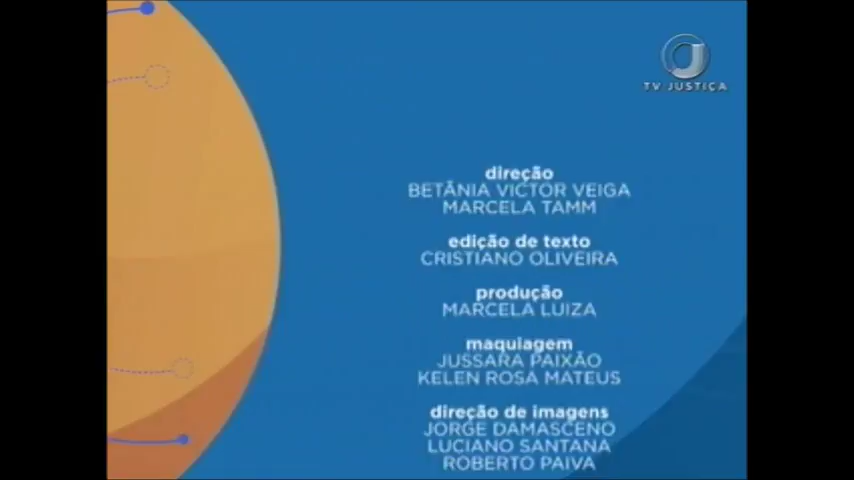 TV JUSTIÇA
direção
BETÂNIA VICTOR VEIGA
MARCELA TAMM
edição de texto
CRISTIANO OLIVEIRA
produção
MARCELA LUIZA
maquiagem
JUSSARA PAIXÃO
KELEN ROSA MATEUS
direção de imagens
JORGE DAMASCENO
LUCIANO SANTANA
ROBERTO PAIVA